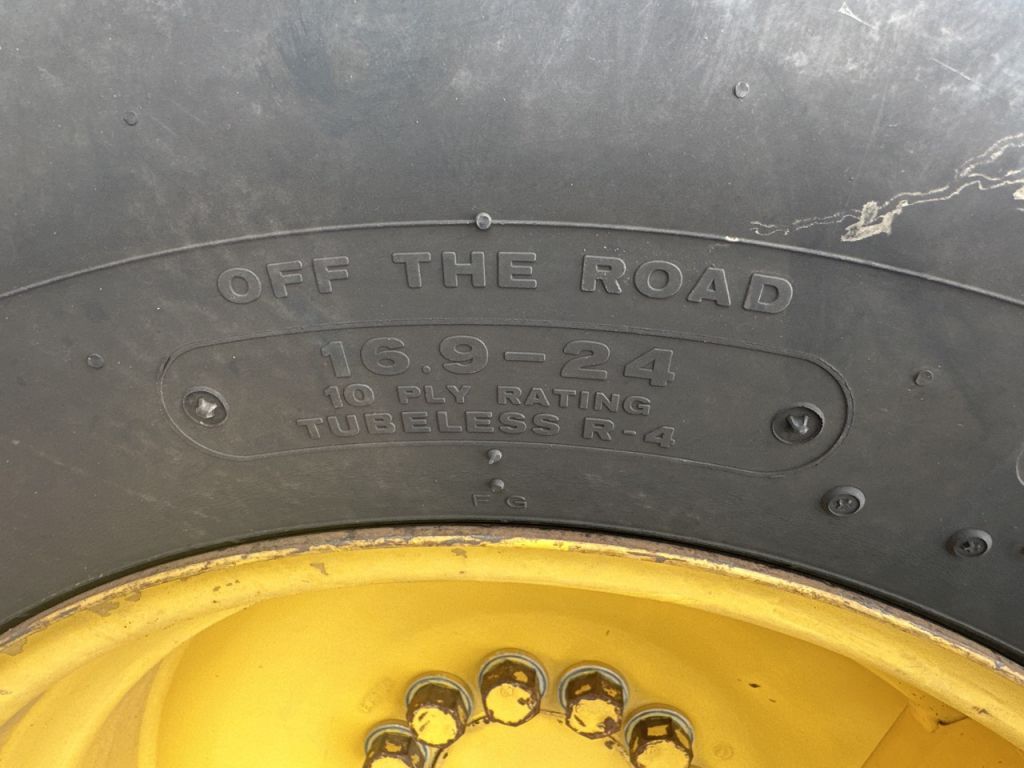 OFF THE ROAD
16.9-24
10 PLY RATING
TUBELESS R-4
F G